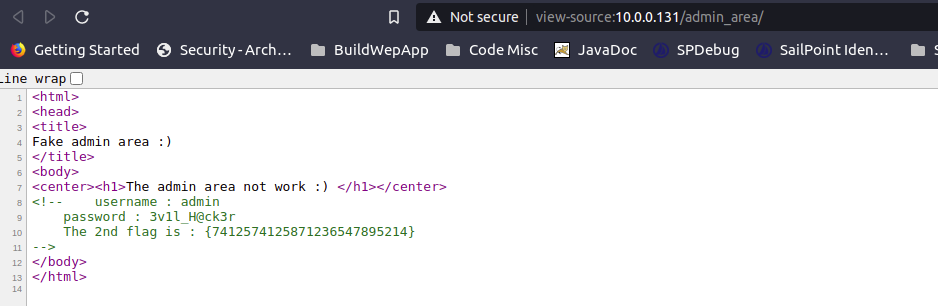 Not secure view-source:10.0.0.131/admin_area/
Getting Started Security - Arch... BuildWepApp Code Misc JavaDoc SPDebug SailPoint Iden... S
Line wrap
1 <html>
2 <head>
3 <title>
4 Fake admin area :)
5 </title>
6 <body>
7 <center><h1>The admin area not work :) </h1></center>
8 <!-- username : admin
9 password : 3v1l_H@ck3r
10 The 2nd flag is : {7412574125871236547895214}
11 -->
12 </body>
13 </html>
14